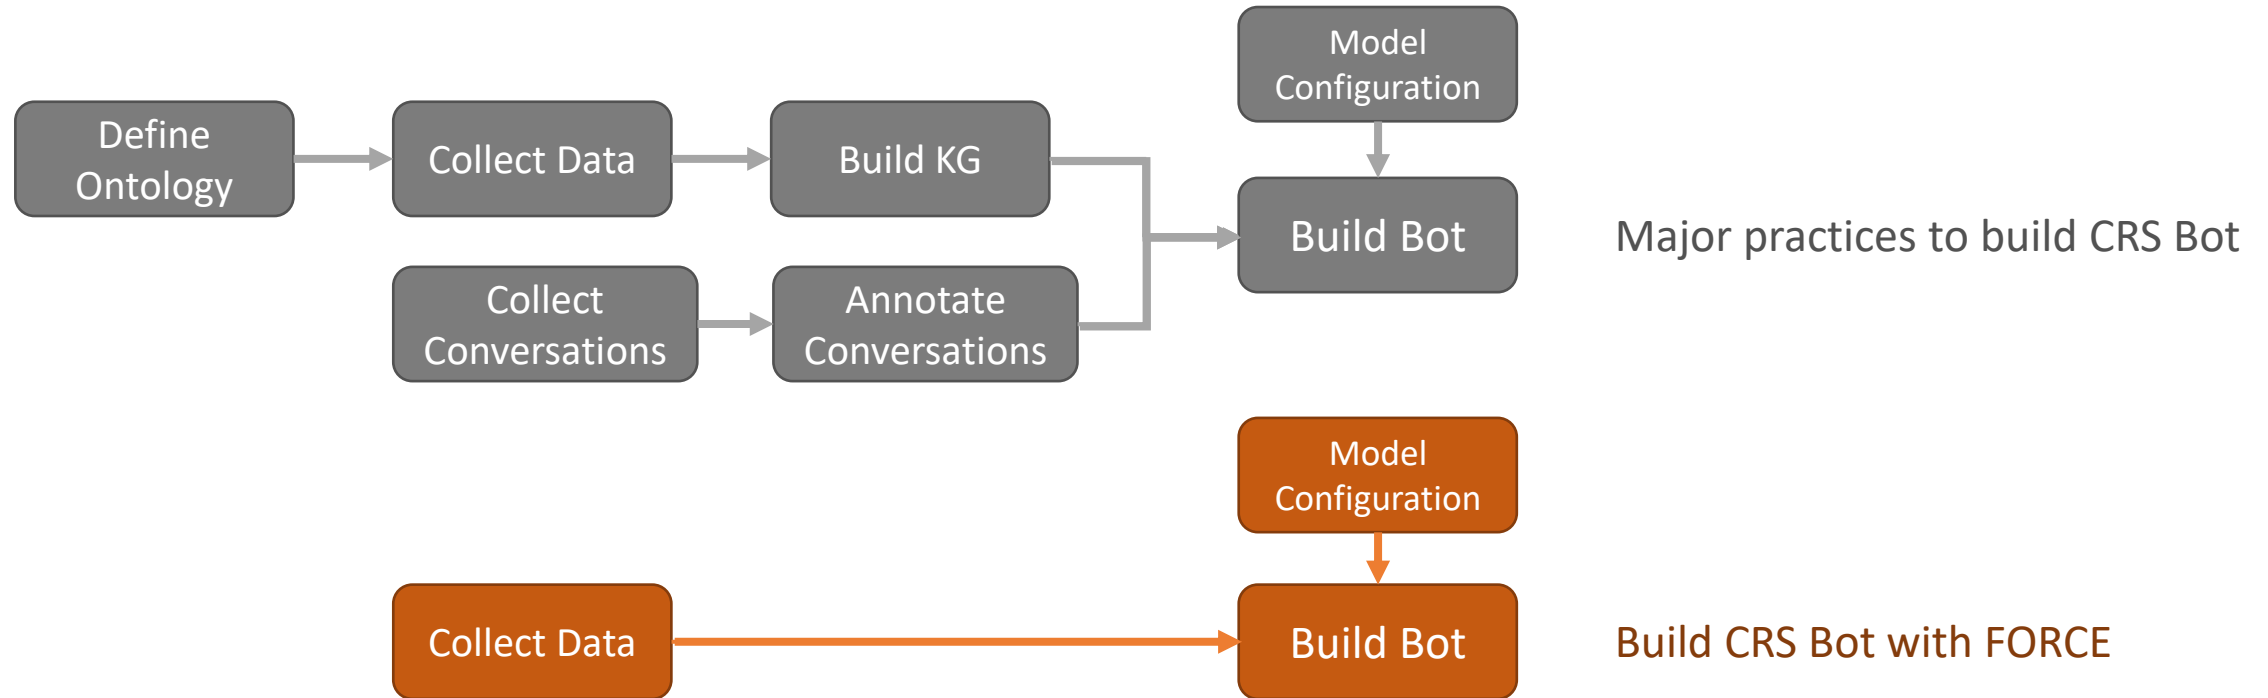 Model
Configuration
Define
Ontology
Collect Data
Build KG
Build Bot
Major practices to build CRS Bot
Collect
Conversations
Annotate
Conversations
Model
Configuration
Collect Data
Build Bot
Build CRS Bot with FORCE